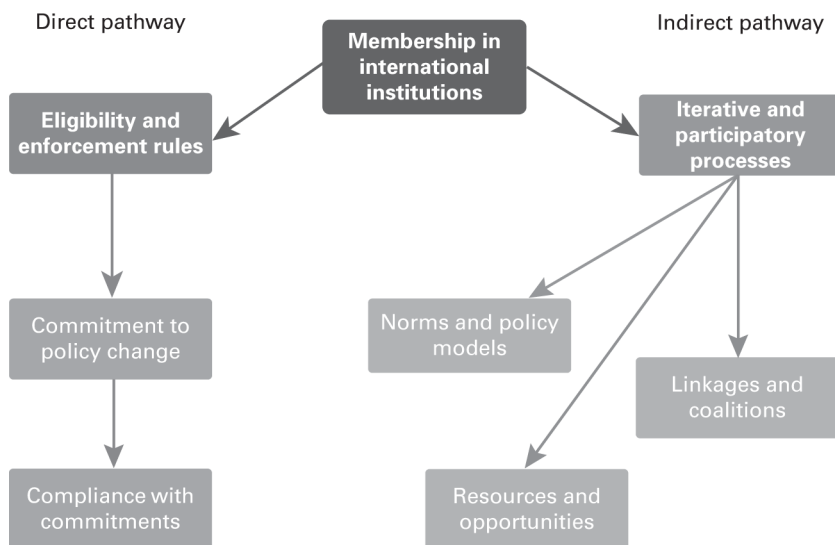 Direct pathway
Indirect pathway
Membership in
international
institutions
Eligibility and
enforcement rules
Iterative and
participatory
processes
Commitment to
policy change
Norms and policy
models
Linkages and
coalitions
Compliance with
commitments
Resources and
opportunities